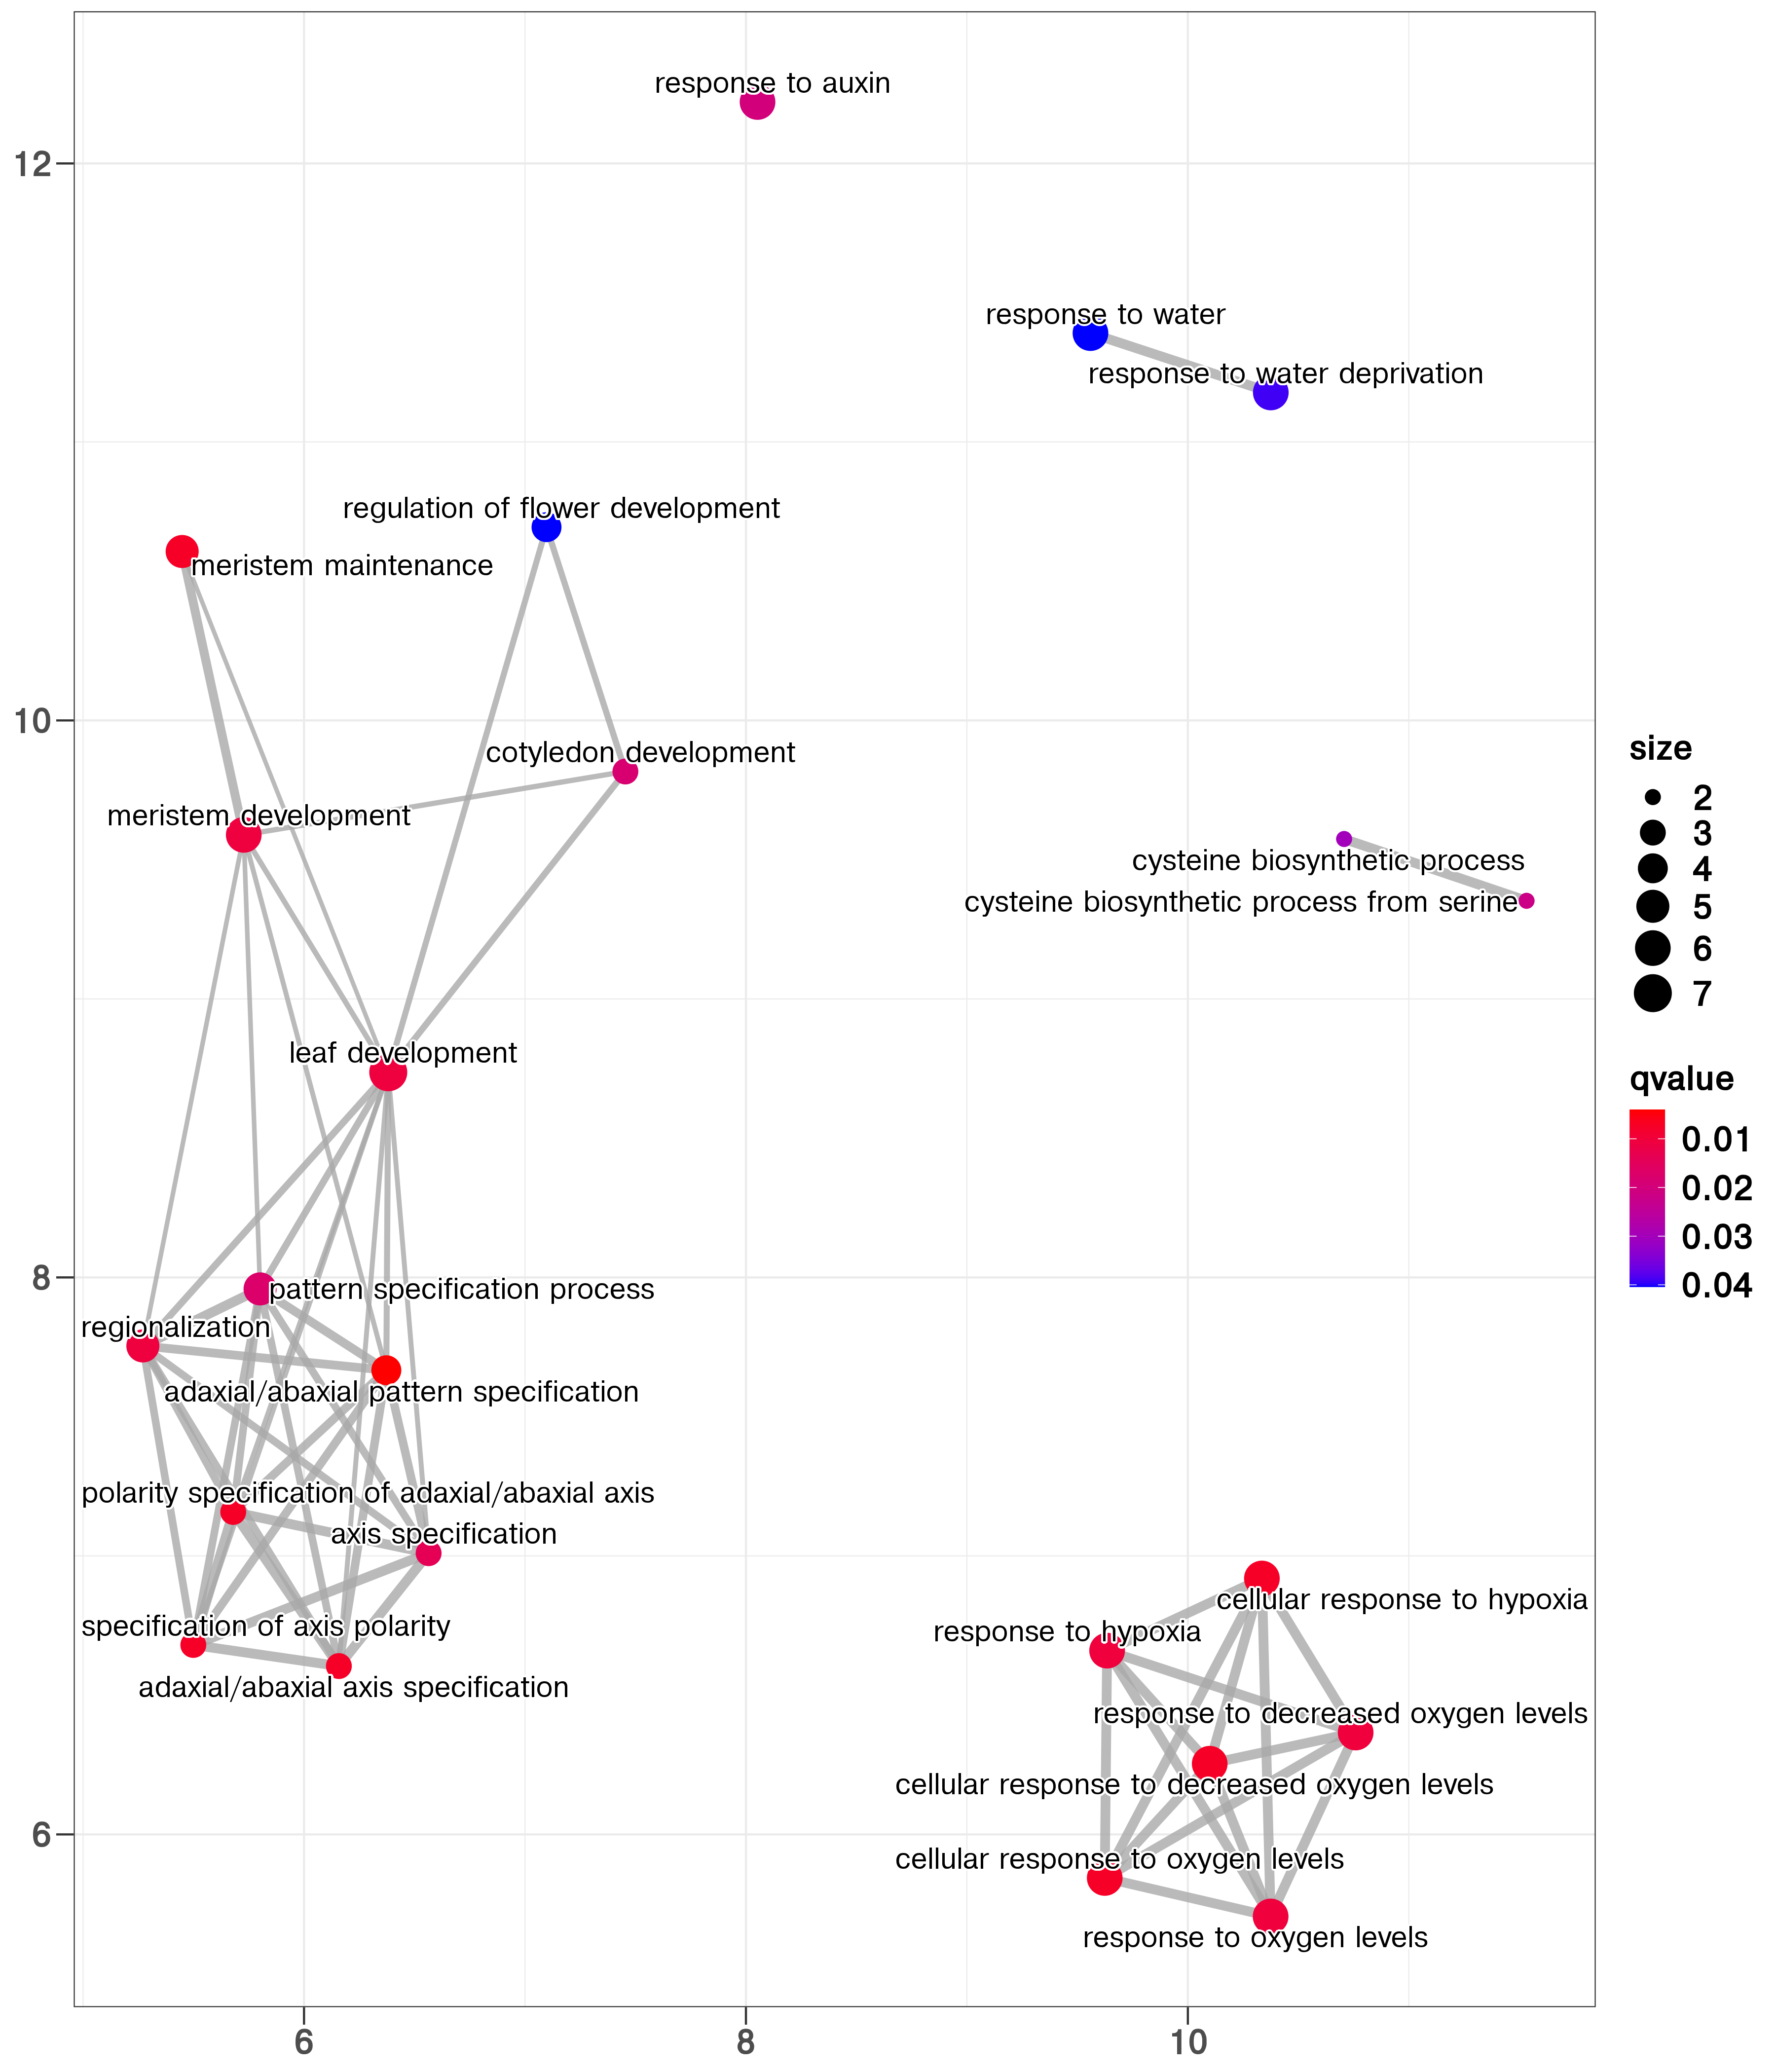 response to auxin
12
response to water
response to water deprivation
regulation of flower development
meristem maintenance
10
cotyledon development
meristem development
cysteine biosynthetic process
cysteine biosynthetic process from serine
leaf development
8
pattern specification process
regionalization
adaxial/abaxial pattern specification
polarity specification of adaxial/abaxial axis
axis specification
specification of axis polarity
adaxial/abaxial axis specification
cellular response to hypoxia
response to hypoxia
response to decreased oxygen levels
cellular response to decreased oxygen levels
6
cellular response to oxygen levels
response to oxygen levels
6
8
10
size
2
3
4
5
6
7
qvalue
0.01
0.02
0.03
0.04